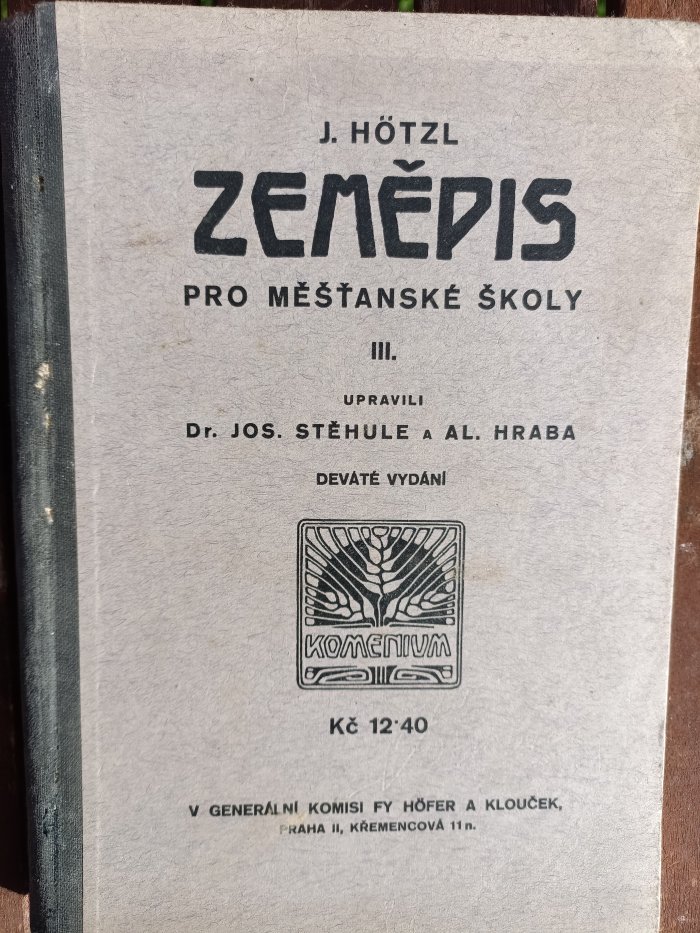 J. HÖTZL
ZEMĚPIS
PRO MĚŠŤANSKÉ ŠKOLY
III.
UPRAVILI
Dr. JOS. STĚHULE A AL. HRABA
DEVÁTÉ VYDÁNÍ
KOMENIUM
Kč 12·40
V GENERÁLNÍ KOMISI FY HÖFER A KLOUČEK,
PRAHA II, KŘEMENCOVÁ 11 n.